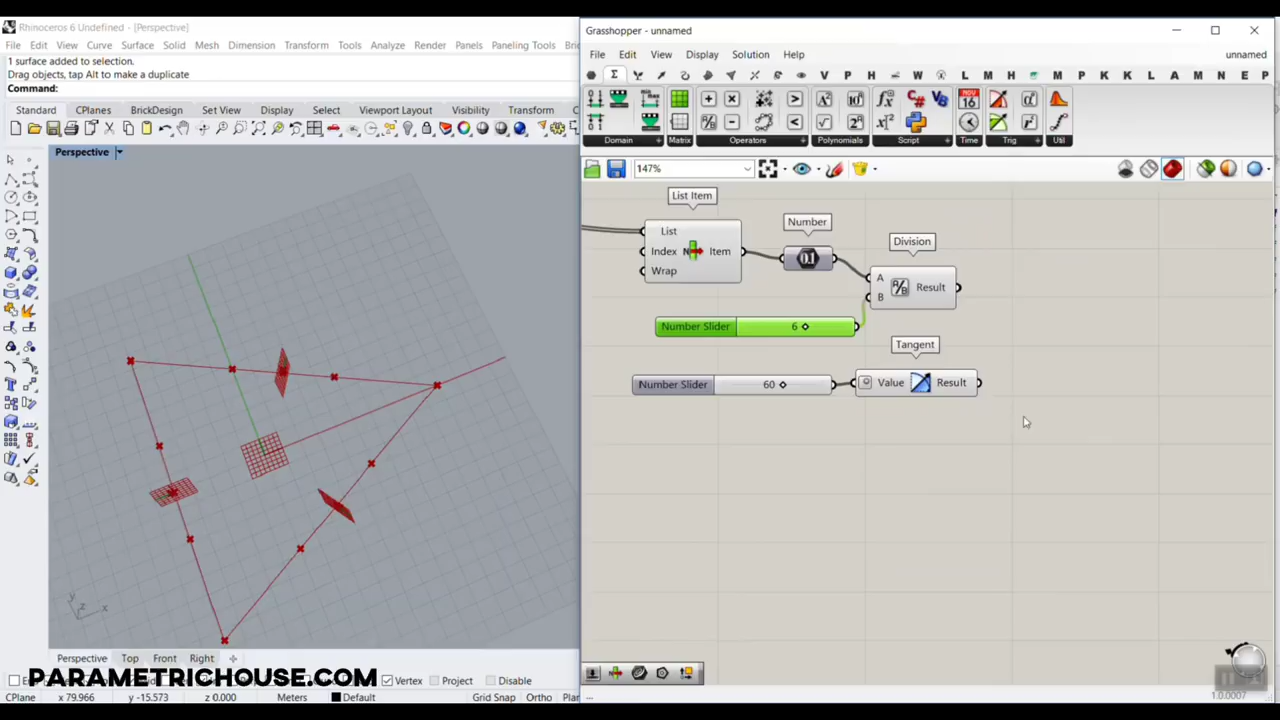 Rhinoceros 6 Undefined - [Perspective]
File Edit View Curve Surface Solid Mesh Dimension Transform Tools Analyze Render Panels Paneling Tools
1 surface added to selection.
Drag objects, tap Alt to make a duplicate
Command:
Standard CPlanes BrickDesign Set View Display Select Viewport Layout Visibility Transform
Perspective
y
z x
Perspective Top Front Right
PARAMETRICHOUSE.COM
Vertex Project Disable
CPlane x 79.966 y -15.573 z 0.000 Meters Default Grid Snap Ortho
Grasshopper - unnamed
File Edit View Display Solution Help unnamed
V P H W L M H M P K K L A M N E P
Domain Matrix Operators Polynomials Script Time Trig Util
147%
List Item
List
Index Item
Wrap
Number
0.1
Division
A
B
A/B
Result
Number Slider 6
Tangent
Number Slider 60
Value Result
1.0.0007